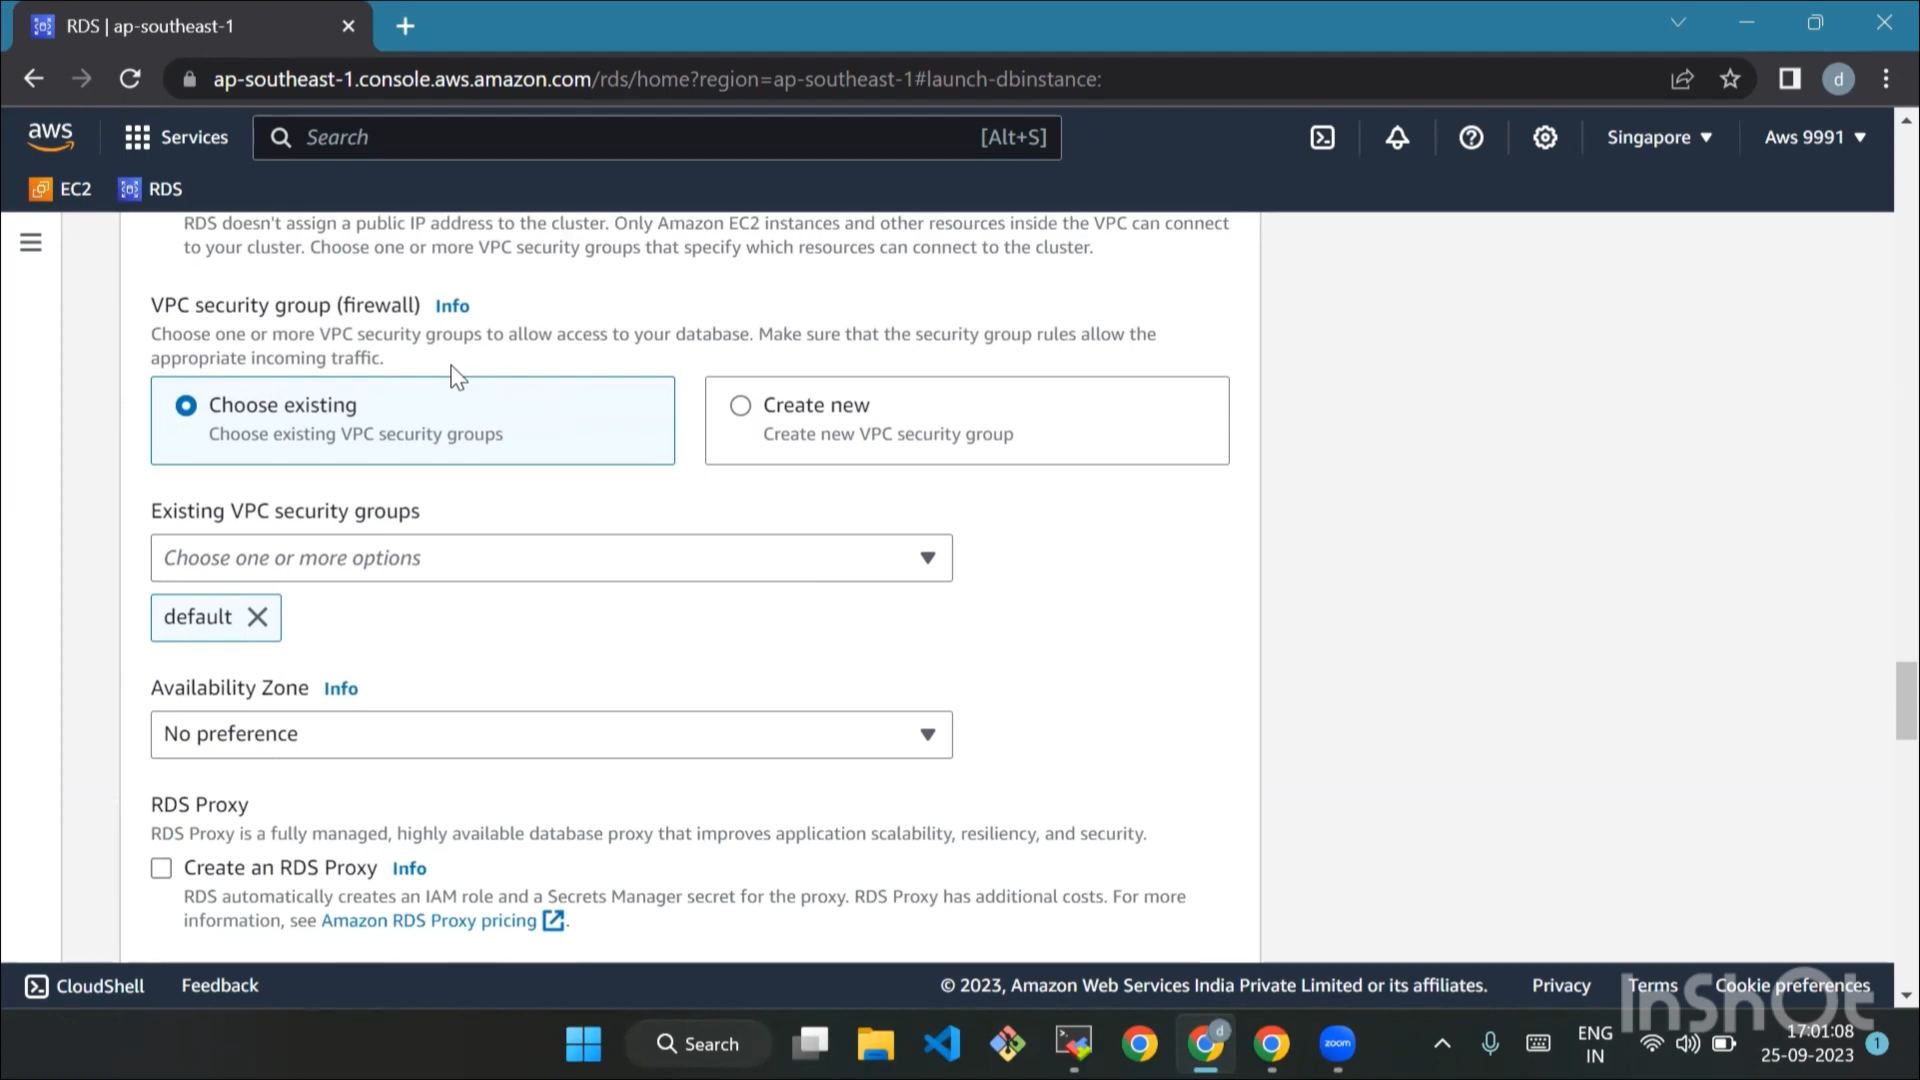 RDS | ap-southeast-1
ap-southeast-1.console.aws.amazon.com/rds/home?region=ap-southeast-1#launch-dbinstance:
d
aws
Services
Search
[Alt+S]
Singapore
Aws 9991
EC2
RDS
RDS doesn't assign a public IP address to the cluster. Only Amazon EC2 instances and other resources inside the VPC can connect
to your cluster. Choose one or more VPC security groups that specify which resources can connect to the cluster.
VPC security group (firewall) Info
Choose one or more VPC security groups to allow access to your database. Make sure that the security group rules allow the
appropriate incoming traffic.
Choose existing
Choose existing VPC security groups
Create new
Create new VPC security group
Existing VPC security groups
Choose one or more options
default
Availability Zone Info
No preference
RDS Proxy
RDS Proxy is a fully managed, highly available database proxy that improves application scalability, resiliency, and security.
Create an RDS Proxy Info
RDS automatically creates an IAM role and a Secrets Manager secret for the proxy. RDS Proxy has additional costs. For more
information, see Amazon RDS Proxy pricing.
CloudShell
Feedback
© 2023, Amazon Web Services India Private Limited or its affiliates.
Privacy
Terms
Cookie preferences
InShOt
Search
d
zoom
ENG
IN
17:01:08
25-09-2023
1